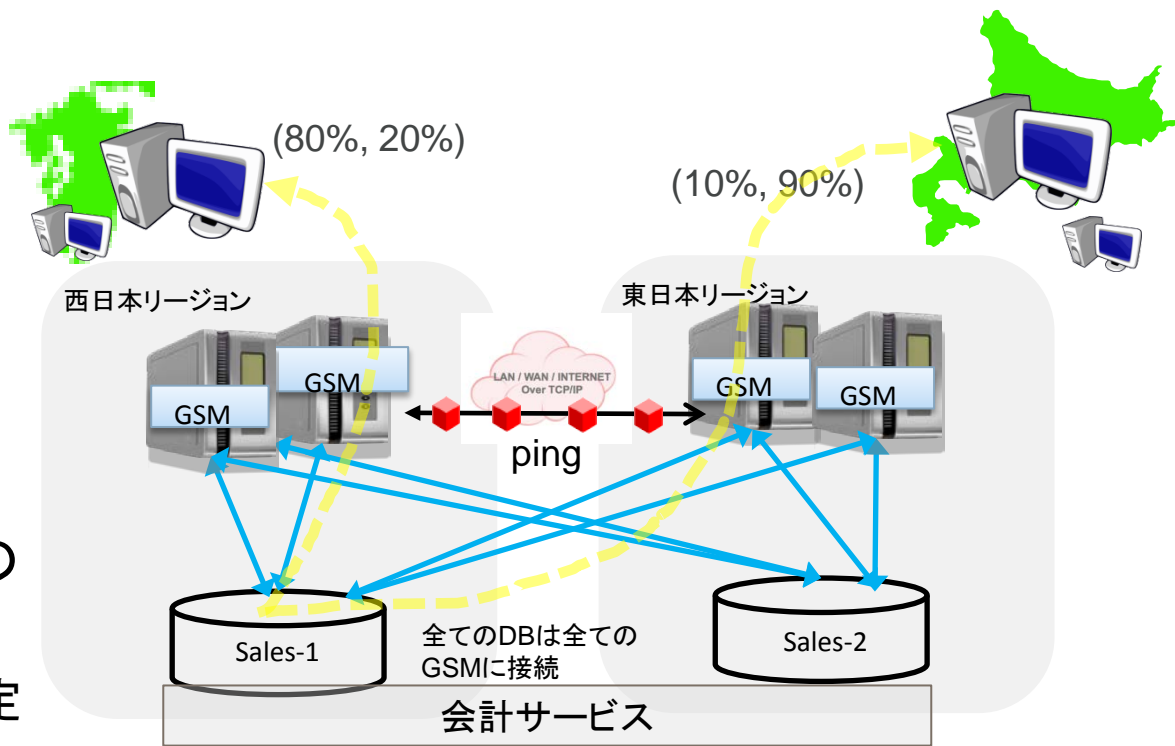 (80%, 20%)
(10%, 90%)
西日本リージョン
東日本リージョン
GSM
GSM
LAN / WAN / INTERNET
Over TCP/IP
GSM
GSM
ping
の
定
Sales-1
全てのDBは全ての
GSMに接続
Sales-2
会計サービス